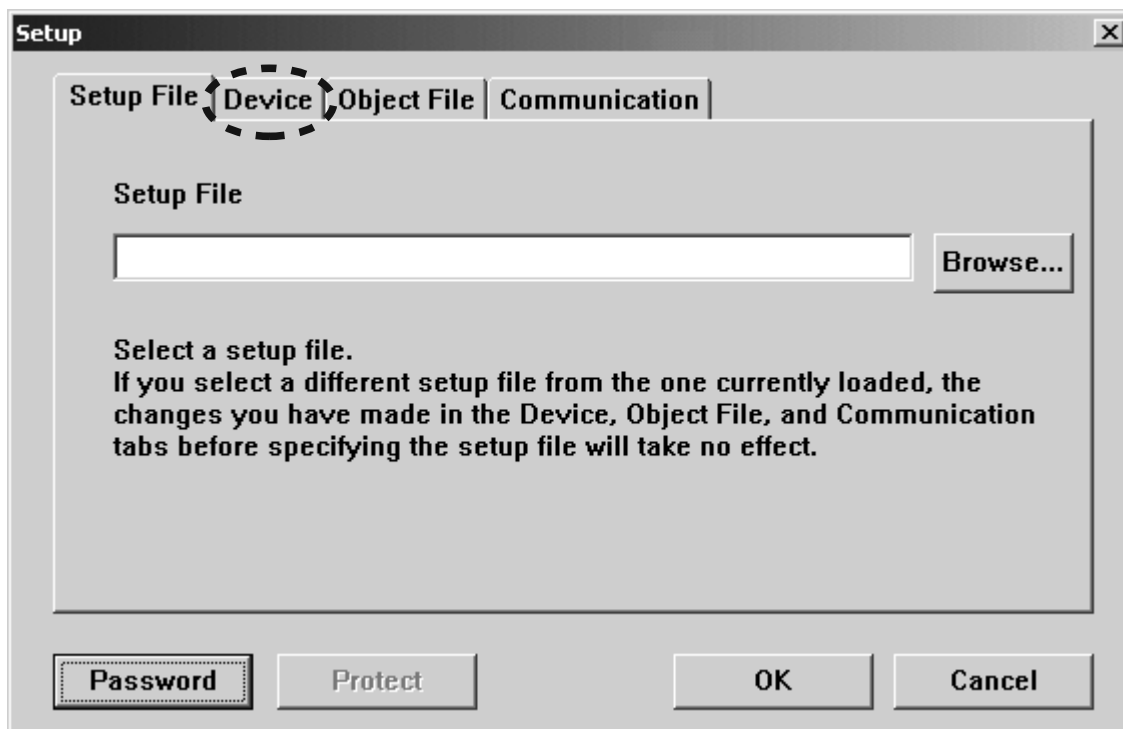 Setup
Setup File Device Object File Communication
Setup File
Browse...
Select a setup file.
If you select a different setup file from the one currently loaded, the
changes you have made in the Device, Object File, and Communication
tabs before specifying the setup file will take no effect.
Password Protect OK Cancel